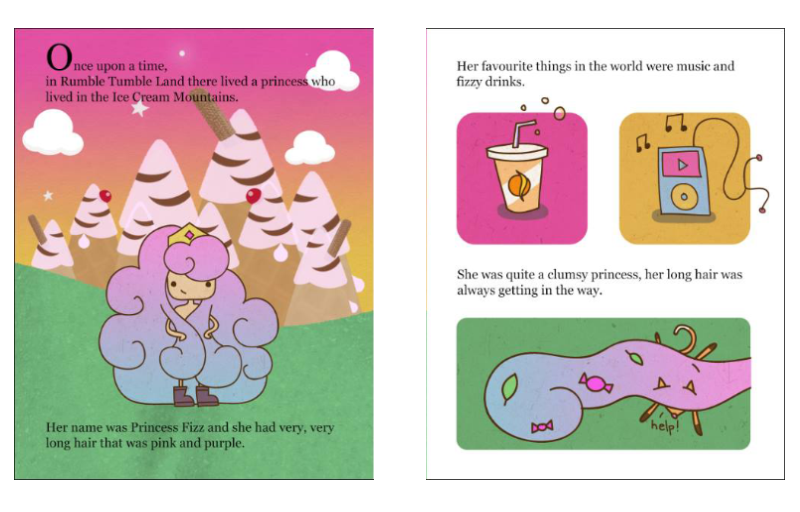 Once upon a time,
in Rumble Tumble Land there lived a princess who
lived in the Ice Cream Mountains.
Her name was Princess Fizz and she had very, very
long hair that was pink and purple.
Her favourite things in the world were music and
fizzy drinks.
She was quite a clumsy princess, her long hair was
always getting in the way.
help!